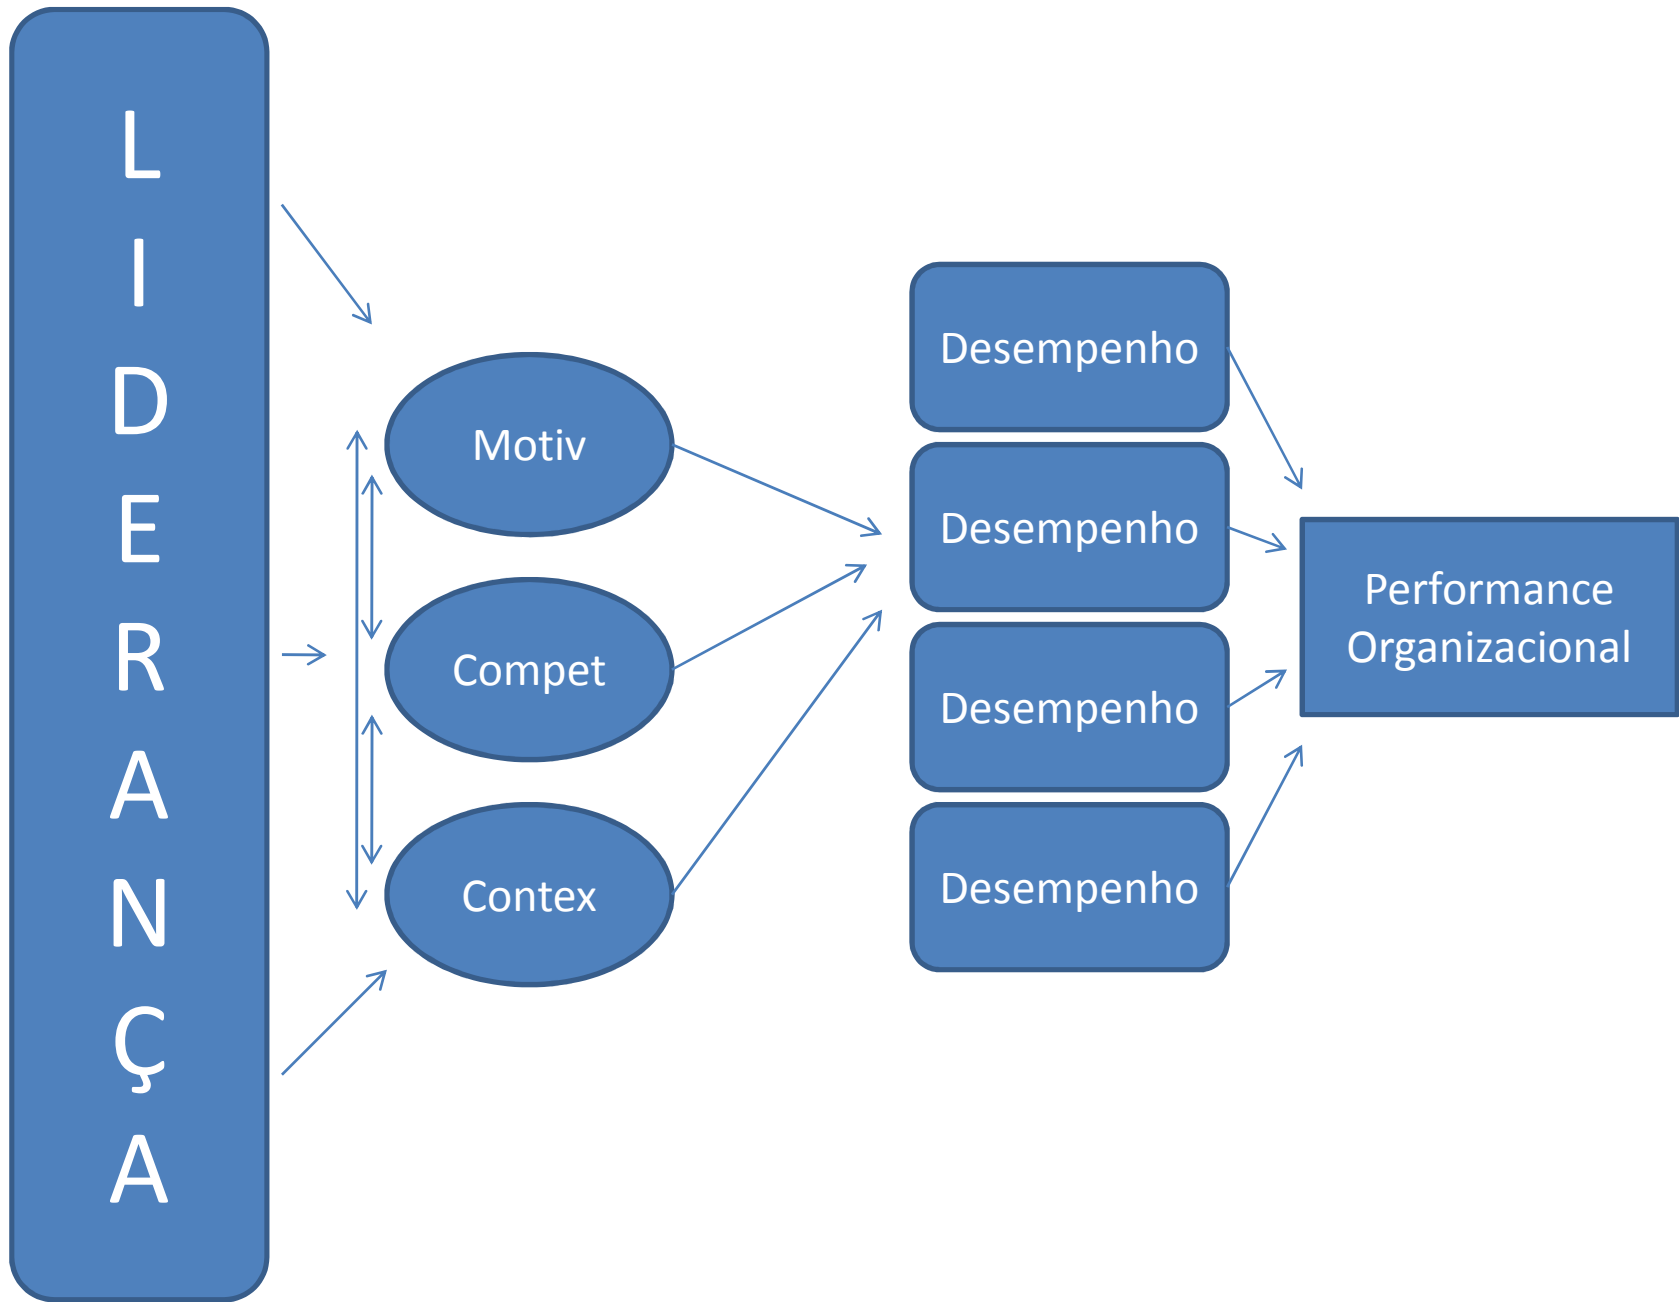 L
I
D
E
R
A
N
Ç
A
Motiv
Compet
Contex
Desempenho
Desempenho
Desempenho
Desempenho
Performance
Organizacional